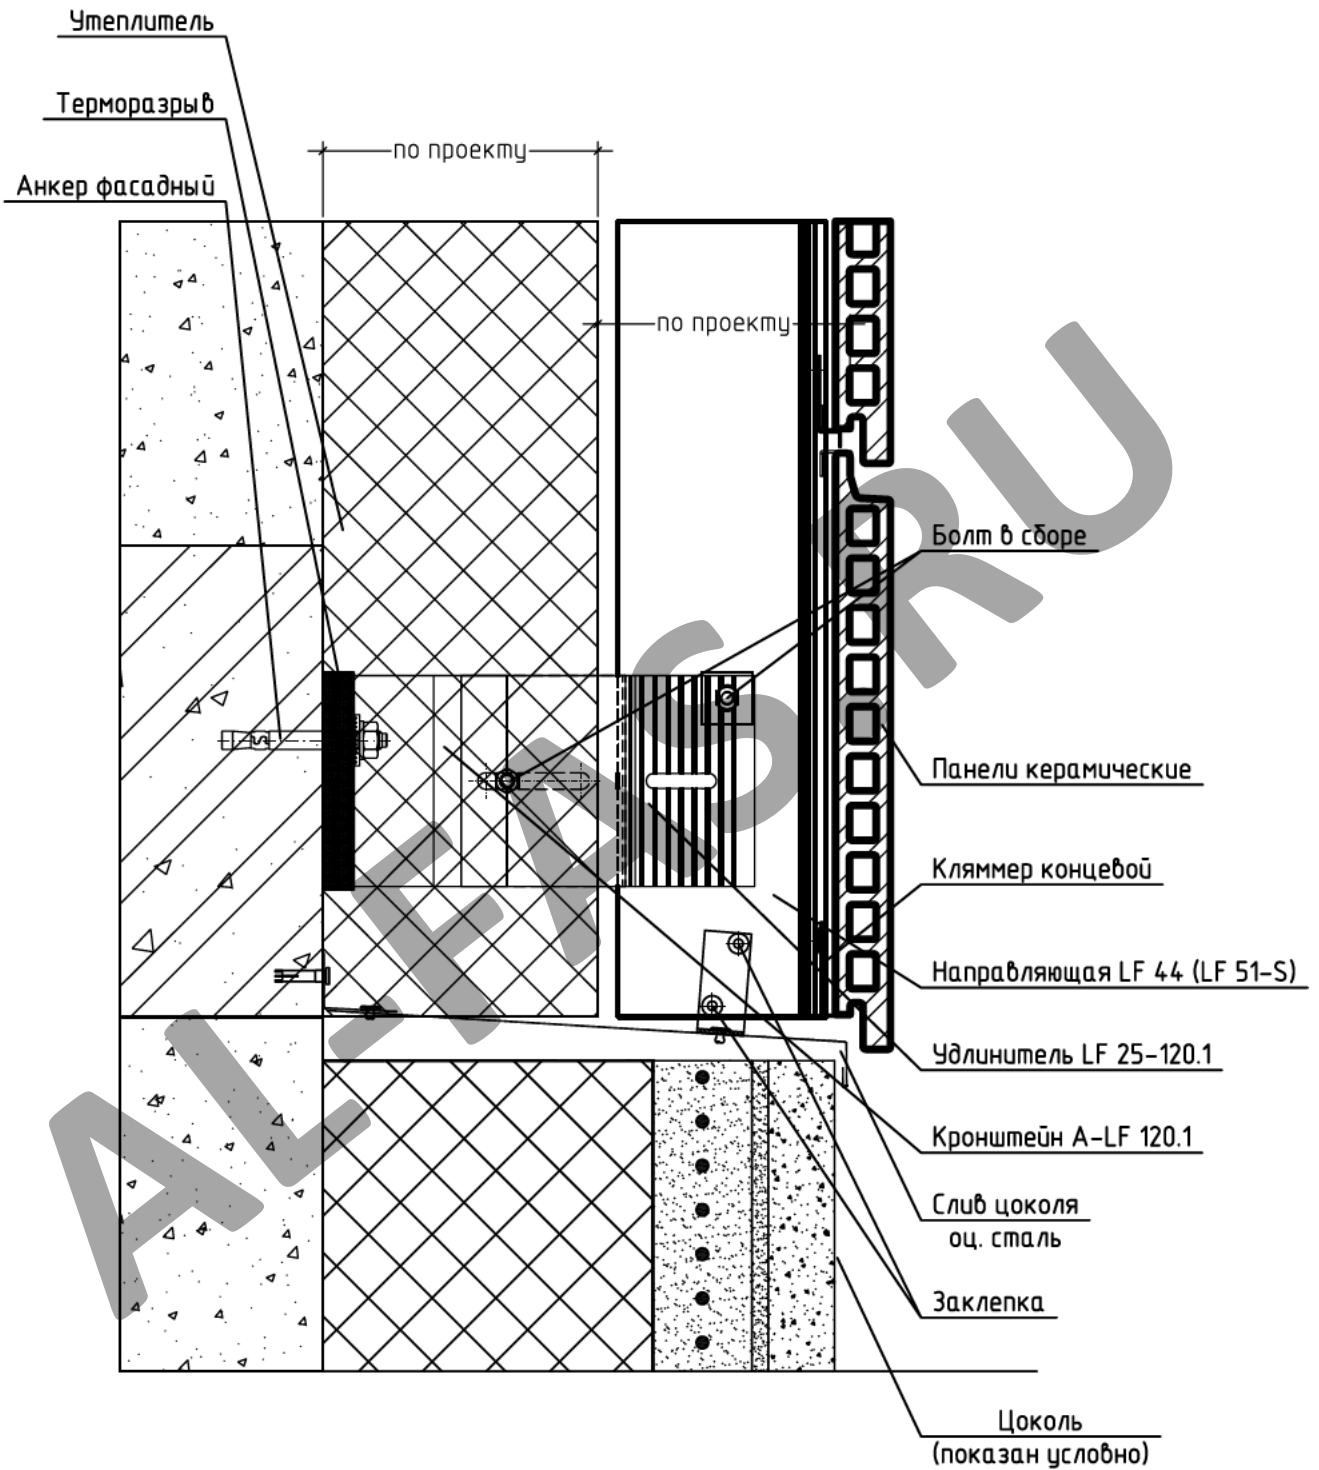 Утеплитель
Терморазрыв
по проекту
Анкер фасадный
по проекту
Болт в сборе
Панели керамические
Кляммер концевой
Направляющая LF 44 (LF 51-S)
Удлинитель LF 25-120.1
Кронштейн A-LF 120.1
Слив цоколя
оц. сталь
Заклепка
Цоколь
(показан условно)
AL-FAS.RU